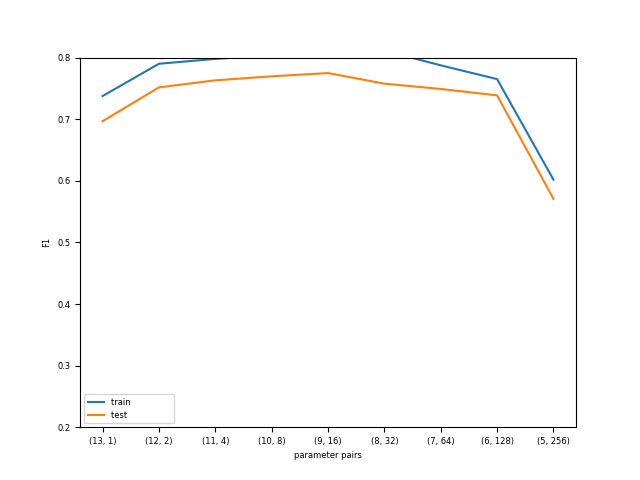 0.8
0.7
0.6
0.5
0.4
0.3
0.2
F1
train
test
(13, 1) (12, 2) (11, 4) (10, 8) (9, 16) (8, 32) (7, 64) (6, 128) (5, 256)
parameter pairs